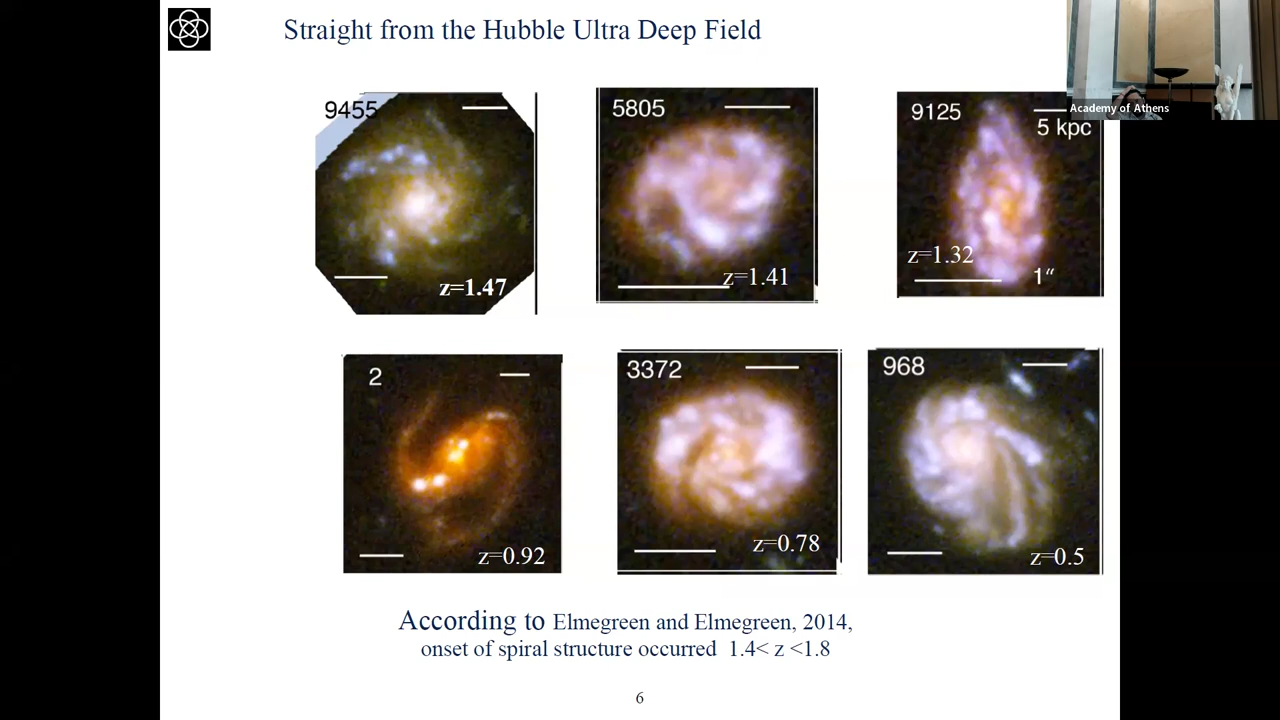 Straight from the Hubble Ultra Deep Field
Academy of Athens
9455
z=1.47
5805
z=1.41
9125
5 kpc
z=1.32
1“
2
z=0.92
3372
z=0.78
968
z=0.5
According to Elmegreen and Elmegreen, 2014,
onset of spiral structure occurred 1.4< z <1.8
6